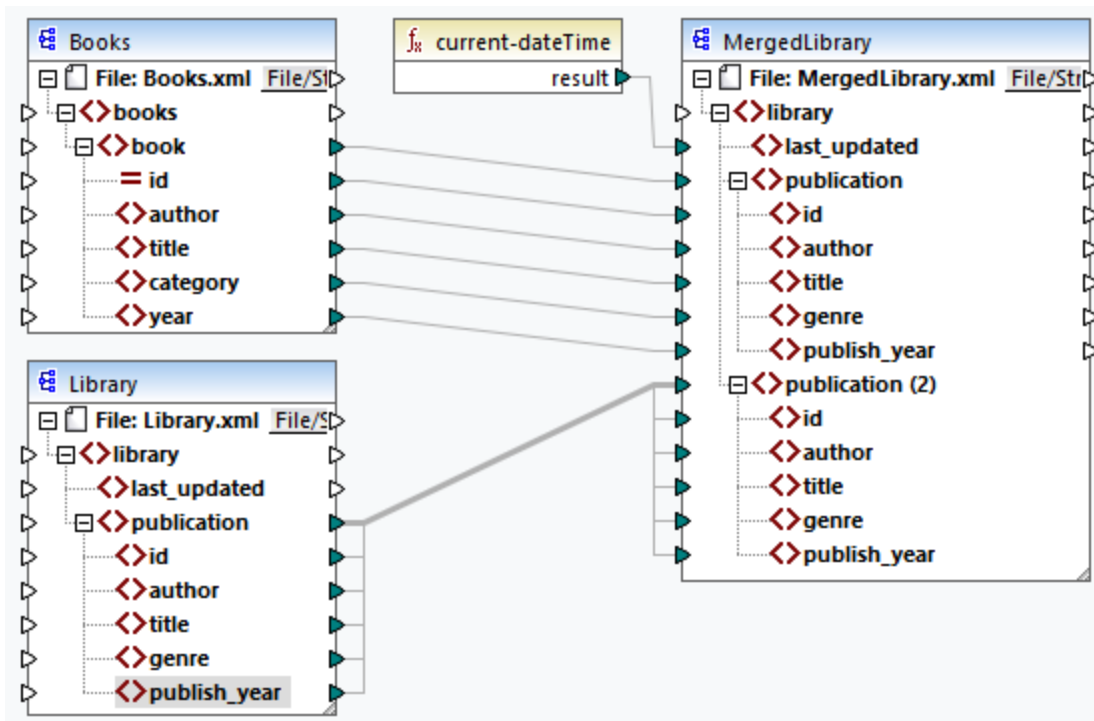 Books
File: Books.xml File/St
books
book
id
author
title
category
year
Library
File: Library.xml File/S
library
last_updated
publication
id
author
title
genre
publish_year
fx current-dateTime
result
MergedLibrary
File: MergedLibrary.xml File/Str
library
last_updated
publication
id
author
title
genre
publish_year
publication (2)
id
author
title
genre
publish_year